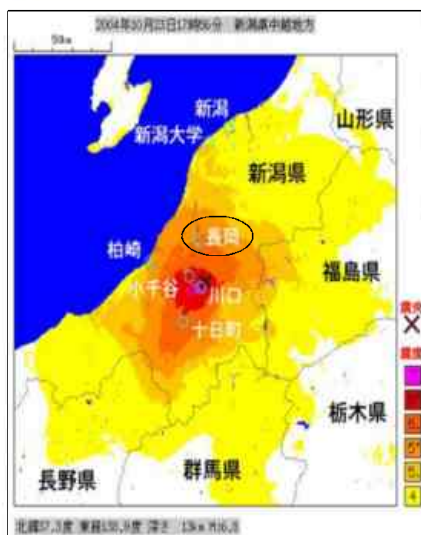 2004年10月23日17時56分 新潟県中越地方
50km
新潟
山形県
新潟大学
新潟県
長岡
柏崎
福島県
小千谷
川口
十日町
震央
震度
栃木県
長野県
群馬県
4
北緯37.3度 東経138.9度 深さ 13km M:6.8